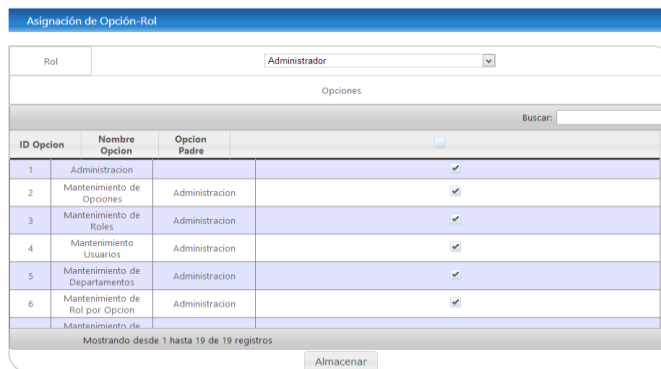 Asignación de Opción-Rol
Rol
Administrador
Opciones
Buscar:
ID Opcion
Nombre
Opcion
Opcion
Padre
1
Administracion
2
Mantenimiento de
Opciones
Administracion
3
Mantenimiento de
Roles
Administracion
4
Mantenimiento
Usuarios
Administracion
5
Mantenimiento de
Departamentos
Administracion
6
Mantenimiento de
Rol por Opcion
Administracion
Mantenimiento de
Mostrando desde 1 hasta 19 de 19 registros
Almacenar